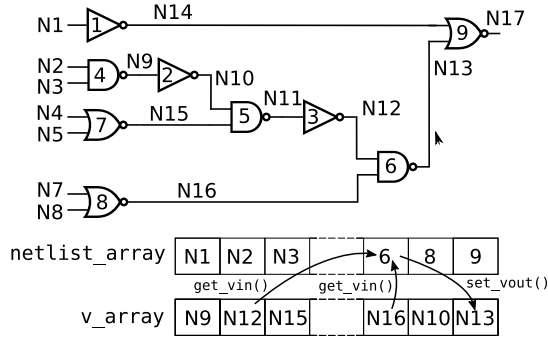 N1 1 N14 9 N17
N2 N3 4 N9 2 N10 N13
N4 N5 7 N15 5 N11 3 N12
6
N7 N8 8 N16
netlist_array N1 N2 N3 6 8 9
get_vin() get_vin() set_vout()
v_array N9 N12 N15 N16 N10 N13